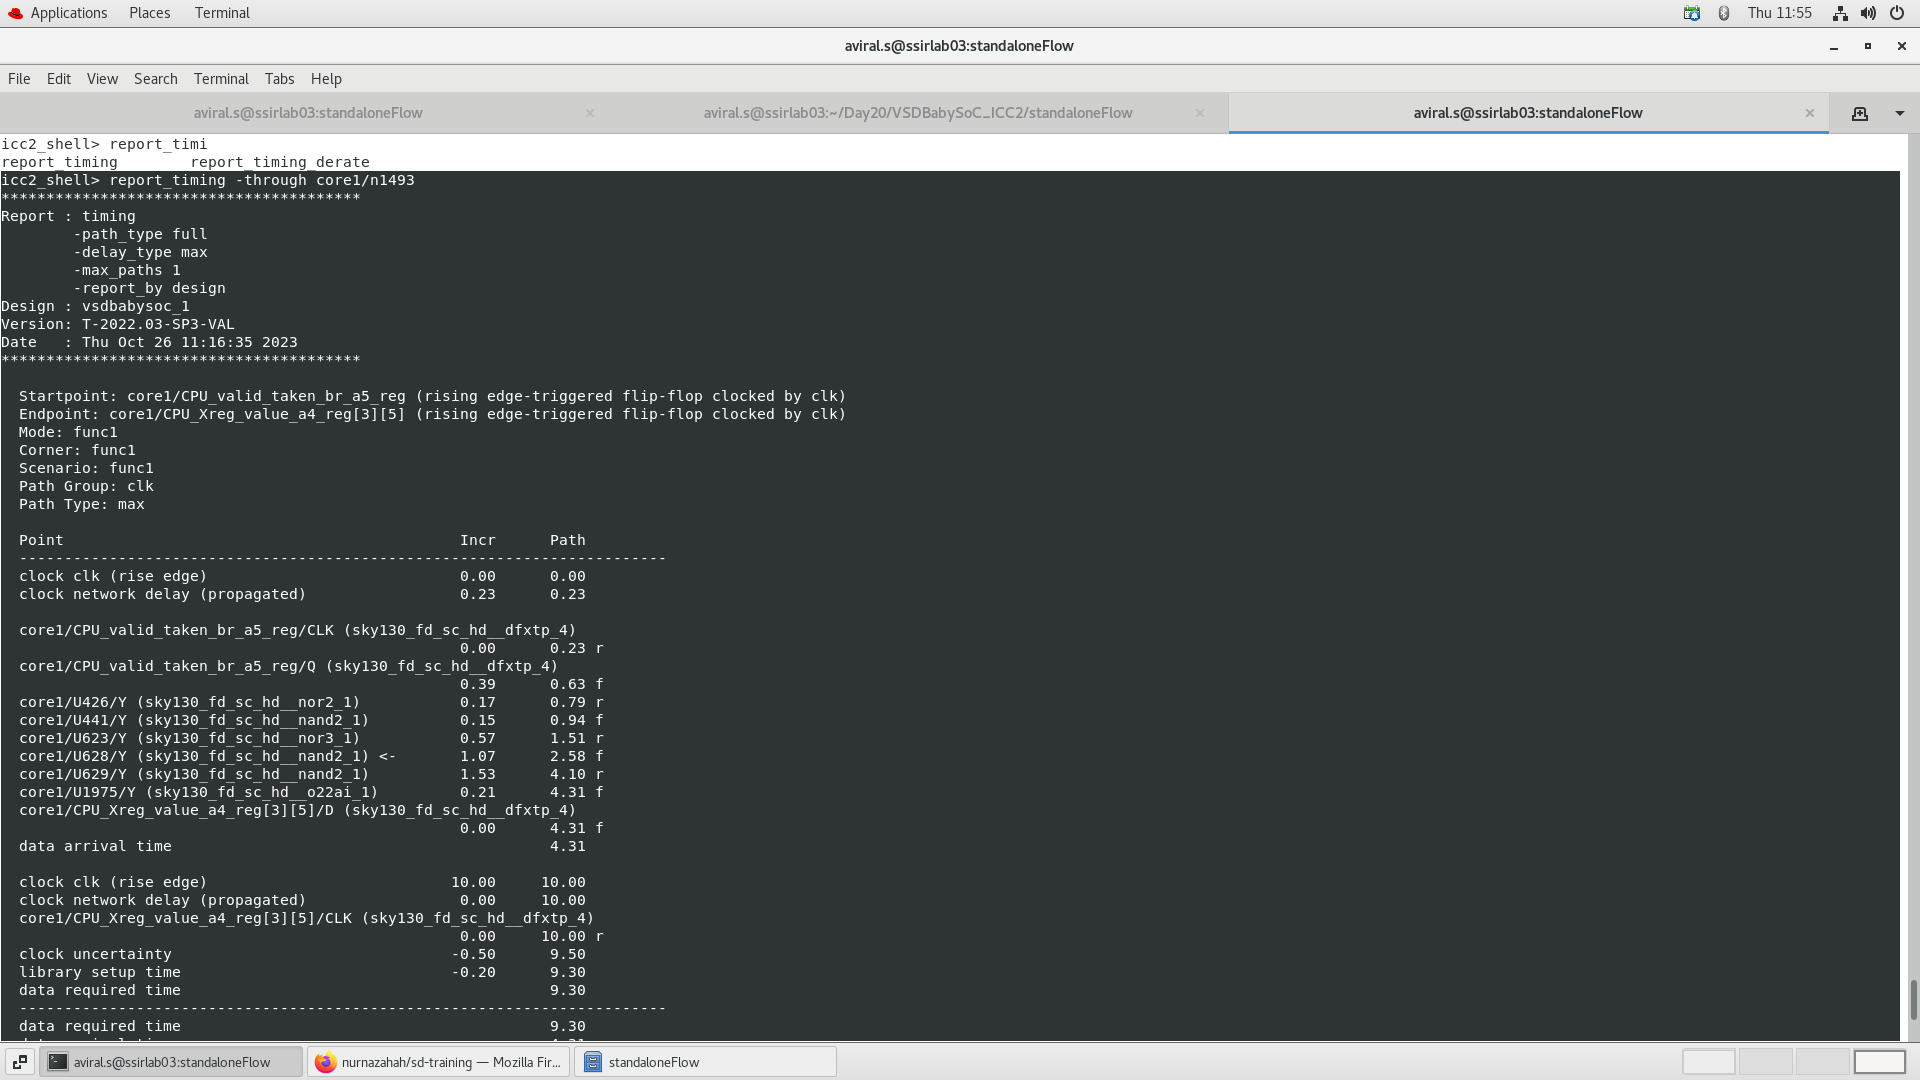 Applications Places Terminal Thu 11:55
aviral.s@ssirlab03:standaloneFlow
File Edit View Search Terminal Tabs Help
aviral.s@ssirlab03:standaloneFlow aviral.s@ssirlab03:~/Day20/VSDBabySoC_ICC2/standaloneFlow aviral.s@ssirlab03:standaloneFlow
icc2_shell> report_timi
report_timing        report_timing_derate
icc2_shell> report_timing -through core1/n1493
****************************************
Report : timing
        -path_type full
        -delay_type max
        -max_paths 1
        -report_by design
Design : vsdbabysoc_1
Version: T-2022.03-SP3-VAL
Date   : Thu Oct 26 11:16:35 2023
****************************************
  Startpoint: core1/CPU_valid_taken_br_a5_reg (rising edge-triggered flip-flop clocked by clk)
  Endpoint: core1/CPU_Xreg_value_a4_reg[3][5] (rising edge-triggered flip-flop clocked by clk)
  Mode: func1
  Corner: func1
  Scenario: func1
  Path Group: clk
  Path Type: max
  Point                                            Incr      Path
  ------------------------------------------------------------------------
  clock clk (rise edge)                            0.00      0.00
  clock network delay (propagated)                 0.23      0.23
  core1/CPU_valid_taken_br_a5_reg/CLK (sky130_fd_sc_hd__dfxtp_4)
                                                   0.00      0.23 r
  core1/CPU_valid_taken_br_a5_reg/Q (sky130_fd_sc_hd__dfxtp_4)
                                                   0.39      0.63 f
  core1/U426/Y (sky130_fd_sc_hd__nor2_1)           0.17      0.79 r
  core1/U441/Y (sky130_fd_sc_hd__nand2_1)          0.15      0.94 f
  core1/U623/Y (sky130_fd_sc_hd__nor3_1)           0.57      1.51 r
  core1/U628/Y (sky130_fd_sc_hd__nand2_1) <-       1.07      2.58 f
  core1/U629/Y (sky130_fd_sc_hd__nand2_1)          1.53      4.10 r
  core1/U1975/Y (sky130_fd_sc_hd__o22ai_1)         0.21      4.31 f
  core1/CPU_Xreg_value_a4_reg[3][5]/D (sky130_fd_sc_hd__dfxtp_4)
                                                   0.00      4.31 f
  data arrival time                                          4.31
  clock clk (rise edge)                           10.00     10.00
  clock network delay (propagated)                 0.00     10.00
  core1/CPU_Xreg_value_a4_reg[3][5]/CLK (sky130_fd_sc_hd__dfxtp_4)
                                                   0.00     10.00 r
  clock uncertainty                               -0.50      9.50
  library setup time                              -0.20      9.30
  data required time                                         9.30
  ------------------------------------------------------------------------
  data required time                                         9.30
aviral.s@ssirlab03:standaloneFlow nurnazahah/sd-training — Mozilla Fir... standaloneFlow